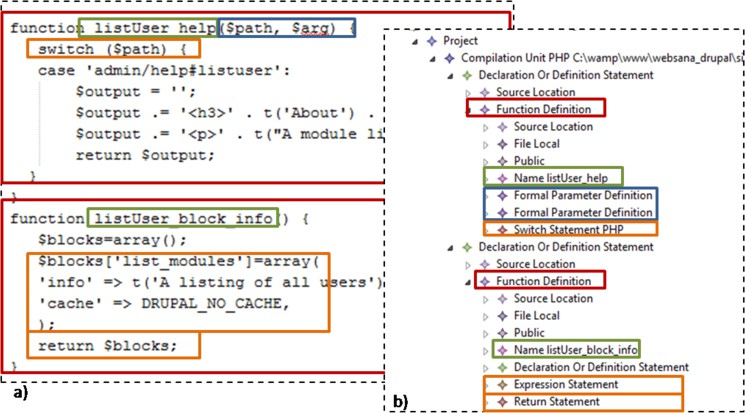 function listUser_help($path, $arg) {
switch ($path) {
case 'admin/help#listuser':
$output = '';
$output .= '<h3>' . t('About') .
$output .= '<p>' . t("A module li
return $output;
}
}
function listUser_block_info() {
$blocks=array();
$blocks['list_modules']=array(
'info' => t('A listing of all users')
'cache' => DRUPAL_NO_CACHE,
);
return $blocks;
}
a)
Project
Compilation Unit PHP C:\wamp\www\websana_drupal\si
Declaration Or Definition Statement
Source Location
Function Definition
Source Location
File Local
Public
Name listUser_help
Formal Parameter Definition
Formal Parameter Definition
Switch Statement PHP
Declaration Or Definition Statement
Source Location
Function Definition
Source Location
File Local
Public
Name listUser_block_info
Declaration Or Definition Statement
Expression Statement
Return Statement
b)